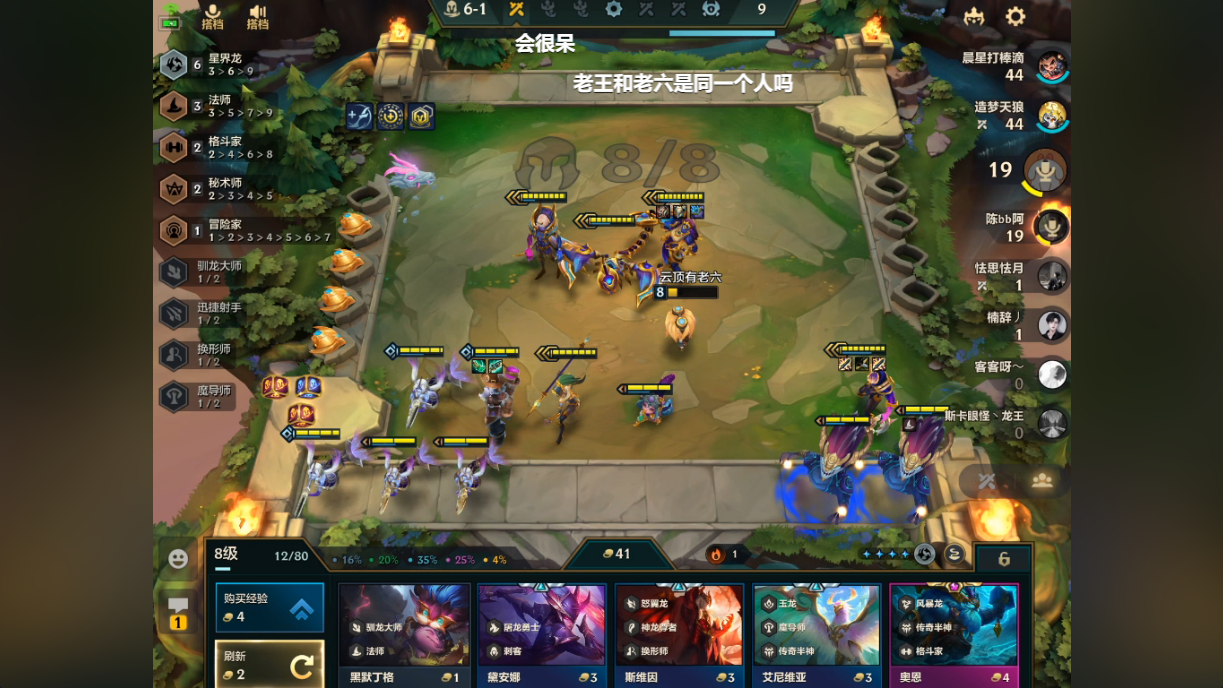 搭档
搭档
6-1
9
会很呆
老王和老六是同一个人吗
6
星界龙
3 > 6 > 9
3
法师
3 > 5 > 7 > 9
2
格斗家
2 > 4 > 6 > 8
2
秘术师
2 > 3 > 4 > 5
1
冒险家
1 > 2 > 3 > 4 > 5 > 6 > 7
驯龙大师
1 / 2
迅捷射手
1 / 2
换形师
1 / 2
魔导师
1 / 2
8/8
云顶有老六
8
晨星打棒滴
44
造梦天狼
44
19
陈bb阿
19
怯思怯月
1
楠辞丿
1
客客呀～
0
斯卡眼怪丶龙王
0
8级
12/80
16%
20%
35%
25%
4%
41
1
6
购买经验
4
刷新
2
1
驯龙大师
法师
黑默丁格
1
屠龙勇士
刺客
黛安娜
3
怒翼龙
神龙尊者
换形师
斯维因
3
玉龙
魔导师
传奇半神
艾尼维亚
3
风暴龙
传奇半神
格斗家
奥恩
4